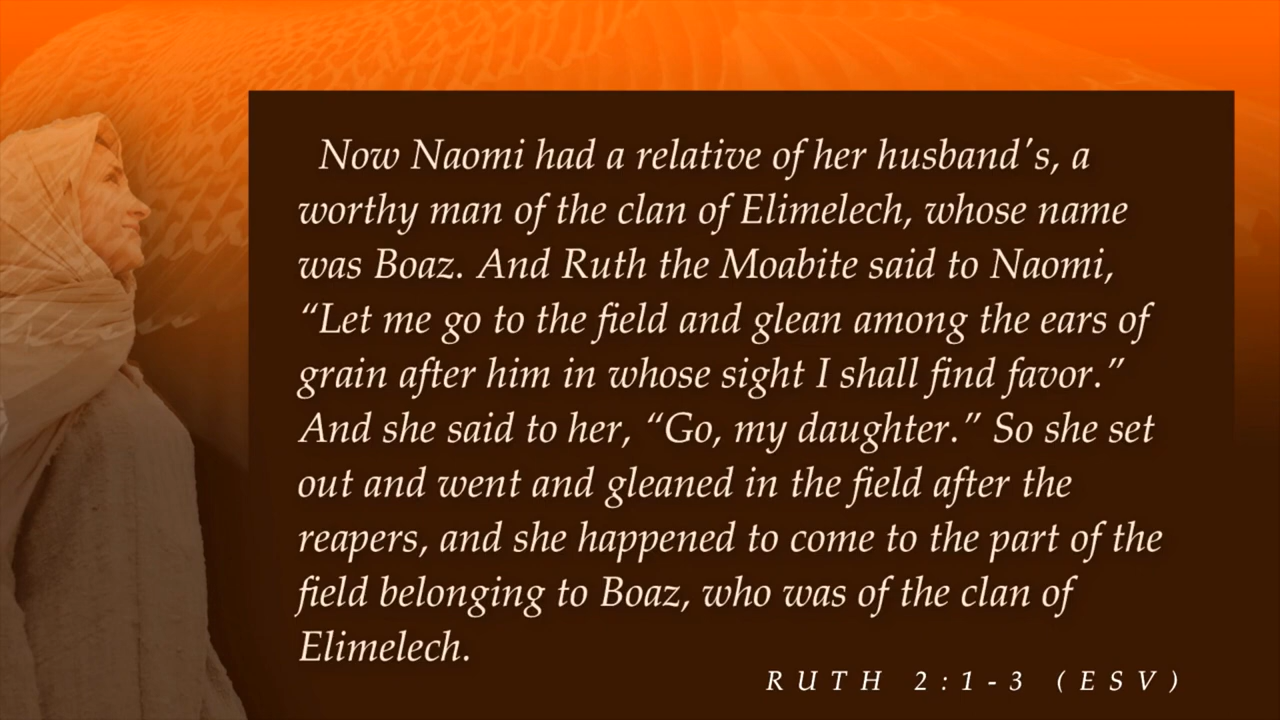 Now Naomi had a relative of her husband's, a
worthy man of the clan of Elimelech, whose name
was Boaz. And Ruth the Moabite said to Naomi,
“Let me go to the field and glean among the ears of
grain after him in whose sight I shall find favor.”
And she said to her, “Go, my daughter.” So she set
out and went and gleaned in the field after the
reapers, and she happened to come to the part of the
field belonging to Boaz, who was of the clan of
Elimelech.
RUTH 2:1-3 (ESV)